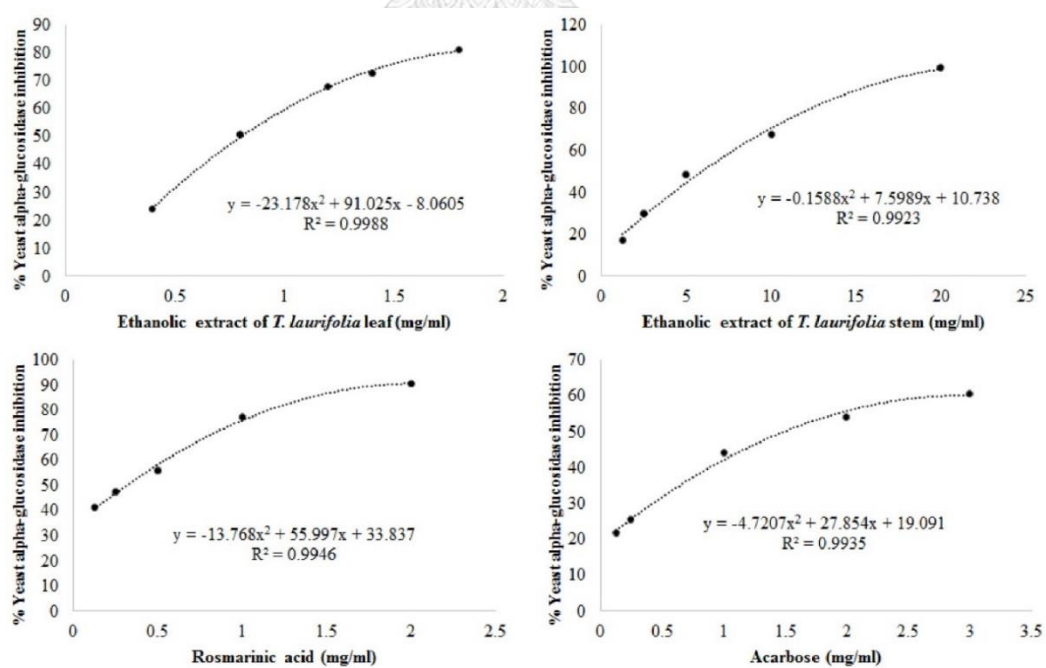 % Yeast alpha-glucosidase inhibition
90
80
70
60
50
40
30
20
10
0
y = -23.178x² + 91.025x - 8.0605
R² = 0.9988
0 0.5 1 1.5 2
Ethanolic extract of T. laurifolia leaf (mg/ml)
% Yeast alpha-glucosidase inhibition
120
100
80
60
40
20
0
y = -0.1588x² + 7.5989x + 10.738
R² = 0.9923
0 5 10 15 20 25
Ethanolic extract of T. laurifolia stem (mg/ml)
% Yeast alpha-glucosidase inhibition
100
90
80
70
60
50
40
30
20
10
0
y = -13.768x² + 55.997x + 33.837
R² = 0.9946
0 0.5 1 1.5 2 2.5
Rosmarinic acid (mg/ml)
% Yeast alpha-glucosidase inhibition
70
60
50
40
30
20
10
0
y = -4.7207x² + 27.854x + 19.091
R² = 0.9935
0 0.5 1 1.5 2 2.5 3 3.5
Acarbose (mg/ml)